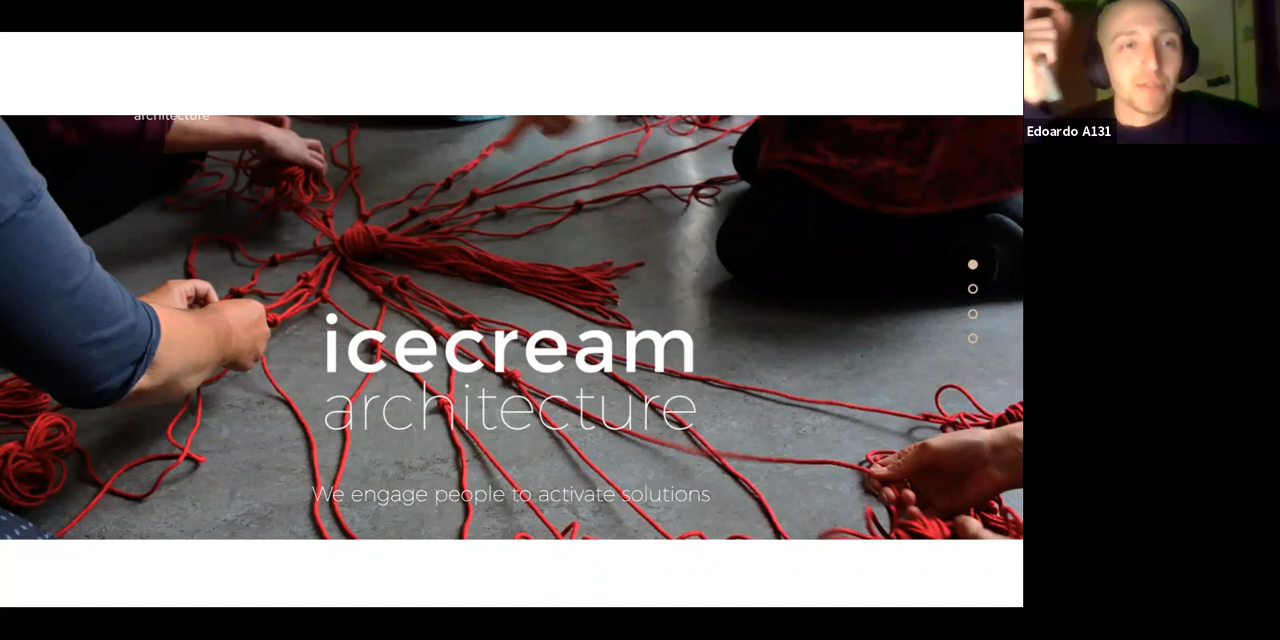 architecture
Edoardo A131
icecream
architecture
We engage people to activate solutions